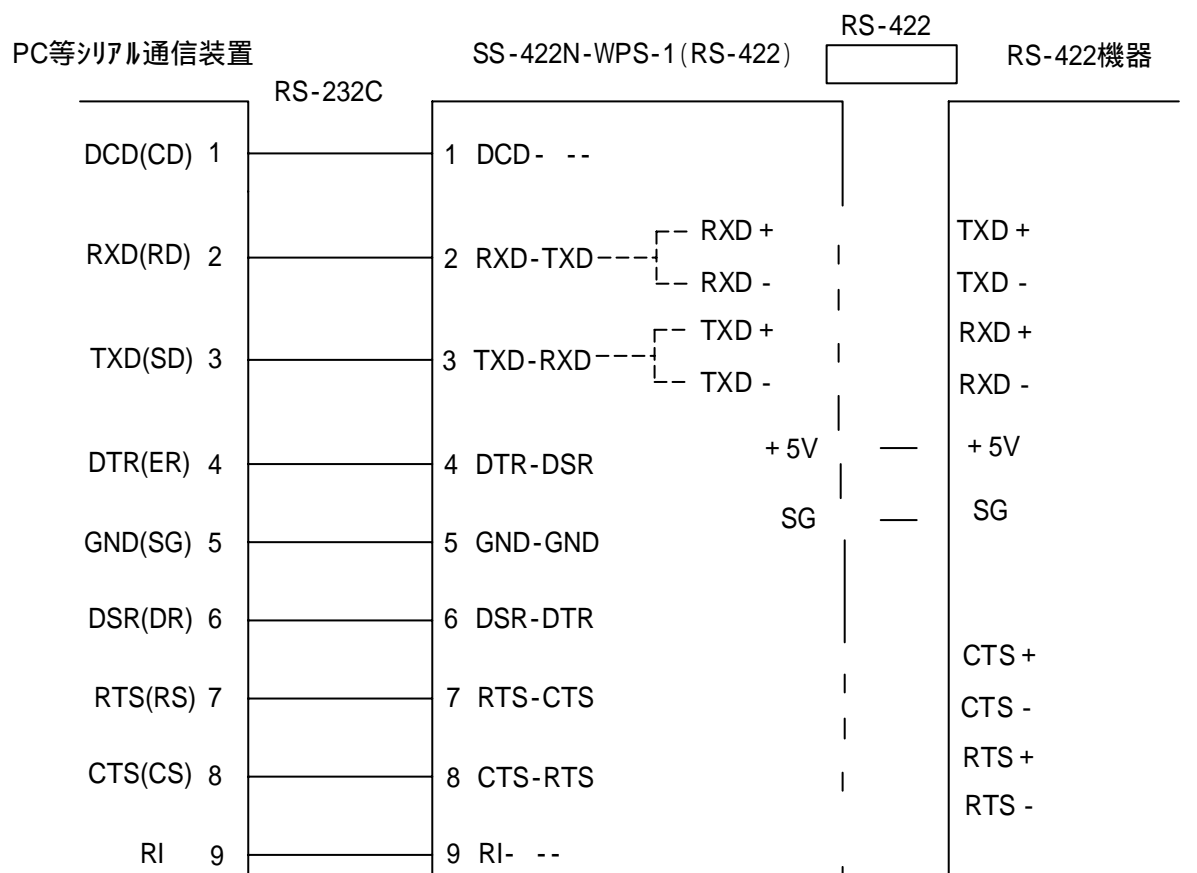 RS-422
PC等ｼﾘｱﾙ通信装置 SS-422N-WPS-1(RS-422) RS-422機器
RS-232C
DCD(CD) 1 1 DCD- --
RXD + TXD +
RXD(RD) 2 2 RXD-TXD
RXD - TXD -
TXD + RXD +
TXD(SD) 3 3 TXD-RXD
TXD - RXD -
+5V +5V
DTR(ER) 4 4 DTR-DSR
SG SG
GND(SG) 5 5 GND-GND
DSR(DR) 6 6 DSR-DTR
CTS +
RTS(RS) 7 7 RTS-CTS
CTS -
RTS +
CTS(CS) 8 8 CTS-RTS
RTS -
RI 9 9 RI- --